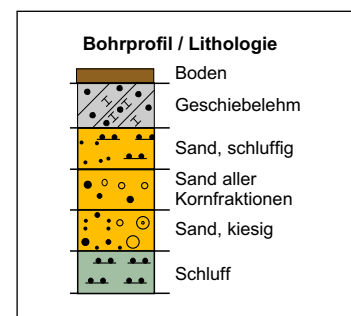 Bohrprofil / Lithologie
Boden
Geschiebelehm
Sand, schluffig
Sand aller
Kornfraktionen
Sand, kiesig
Schluff